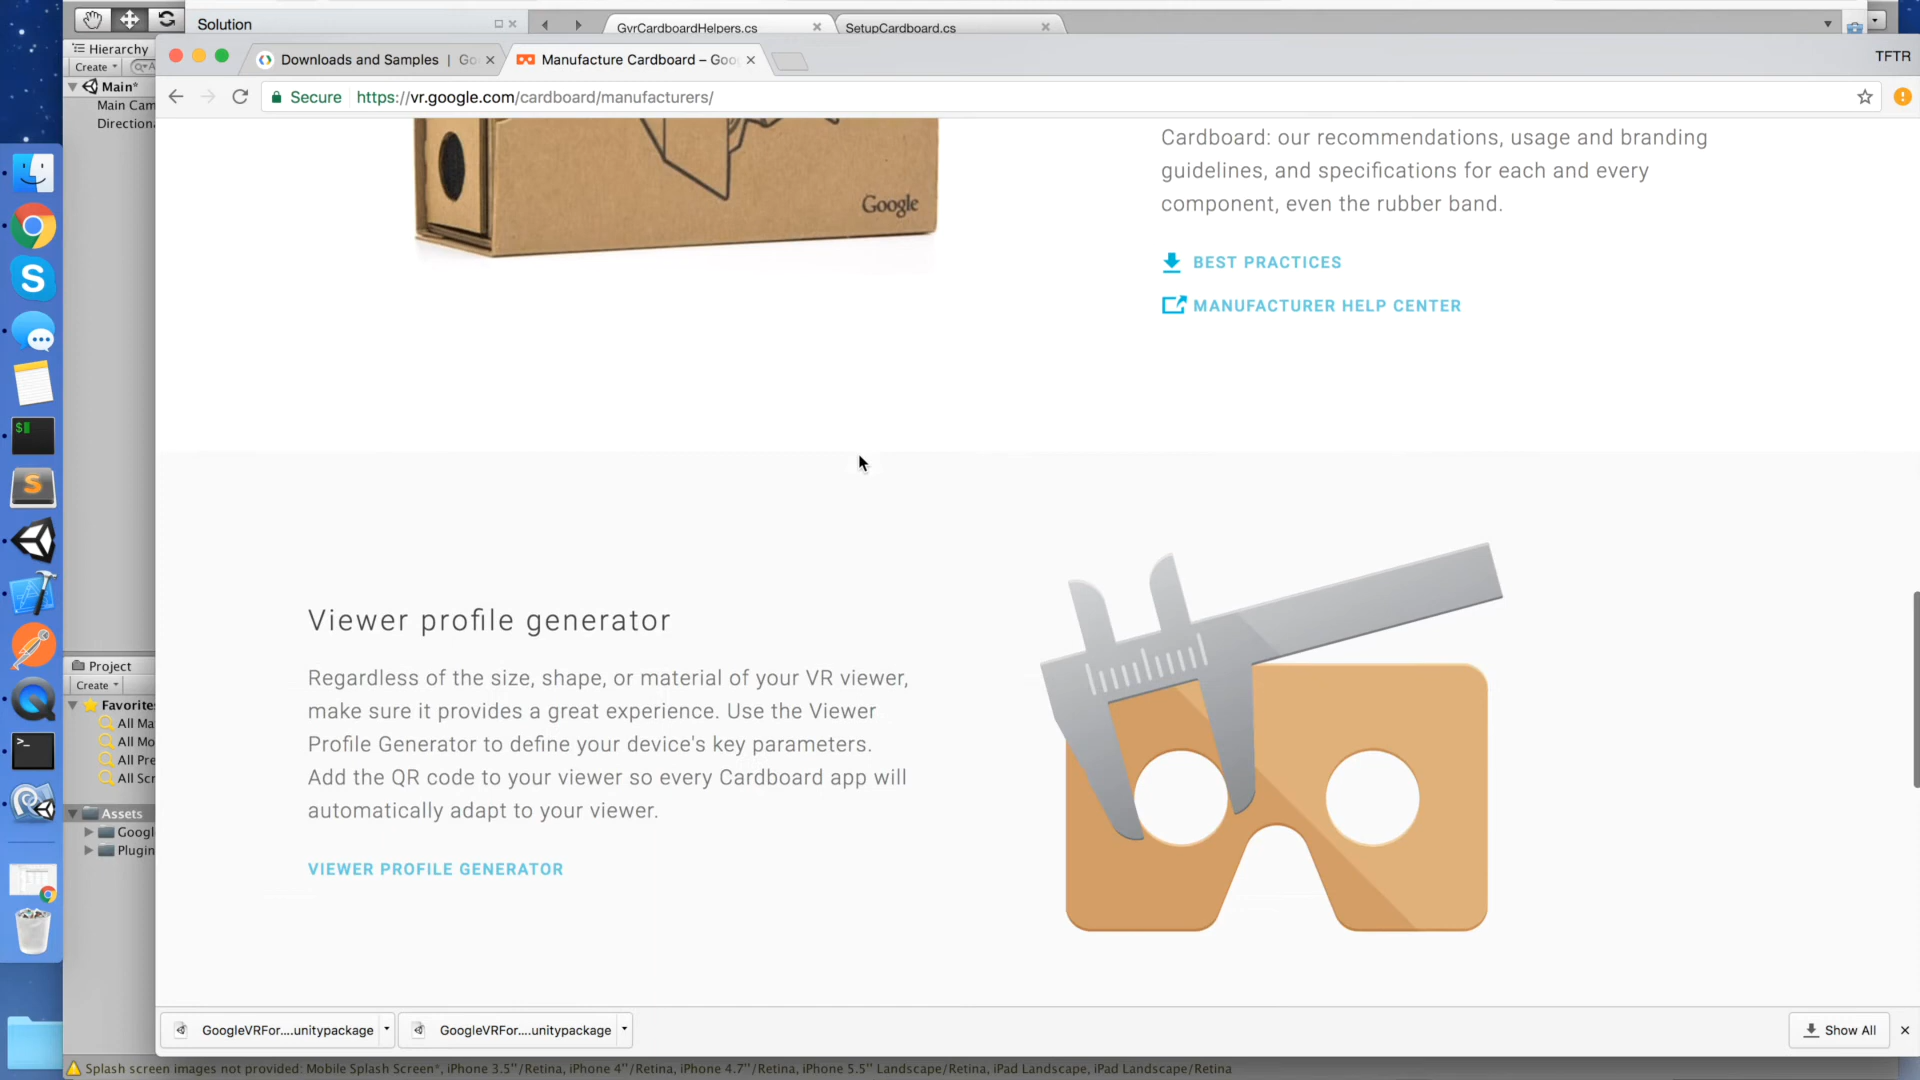 Solution
GvrCardboardHelpers.cs
SetupCardboard.cs
Hierarchy
Downloads and Samples | Go
Manufacture Cardboard – Goo
TFTR
Create
Main*
Secure https://vr.google.com/cardboard/manufacturers/
Main Cam
Directiona
Cardboard: our recommendations, usage and branding
guidelines, and specifications for each and every
component, even the rubber band.
Google
BEST PRACTICES
MANUFACTURER HELP CENTER
Viewer profile generator
Regardless of the size, shape, or material of your VR viewer,
make sure it provides a great experience. Use the Viewer
Profile Generator to define your device's key parameters.
Add the QR code to your viewer so every Cardboard app will
automatically adapt to your viewer.
VIEWER PROFILE GENERATOR
Project
Create
Favorite
All Ma
All Mo
All Pre
All Scr
Assets
Googl
Plugin
GoogleVRFor....unitypackage
GoogleVRFor....unitypackage
Show All
Splash screen images not provided: Mobile Splash Screen*, iPhone 3.5"/Retina, iPhone 4"/Retina, iPhone 4.7"/Retina, iPhone 5.5" Landscape/Retina, iPad Landscape, iPad Landscape/Retina